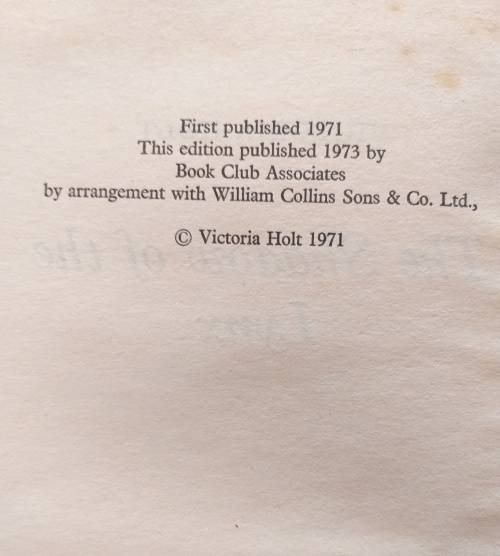 First published 1971
This edition published 1973 by
Book Club Associates
by arrangement with William Collins Sons & Co. Ltd.,
© Victoria Holt 1971